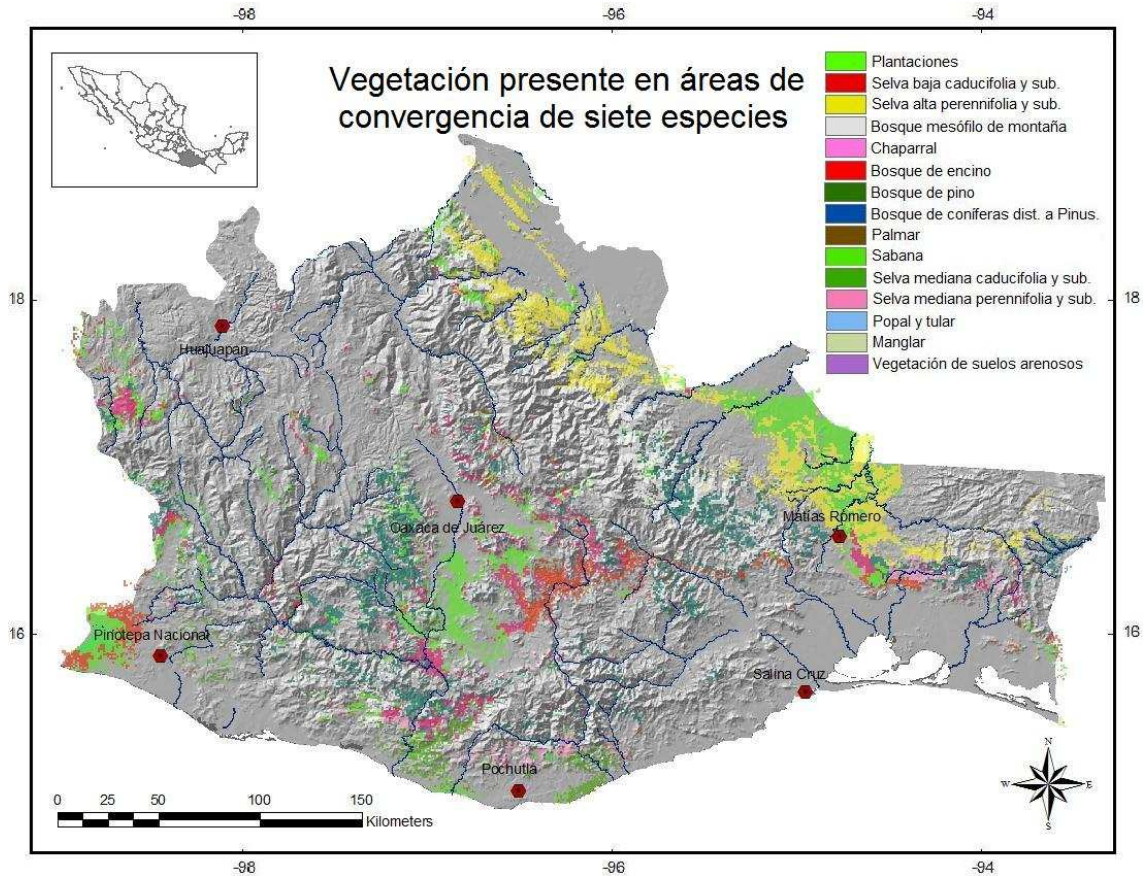 -98 -96 -94
Vegetación presente en áreas de
convergencia de siete especies
Plantaciones
Selva baja caducifolia y sub.
Selva alta perennifolia y sub.
Bosque mesófilo de montaña
Chaparral
Bosque de encino
Bosque de pino
Bosque de coníferas dist. a Pinus.
Palmar
Sabana
Selva mediana caducifolia y sub.
Selva mediana perennifolia y sub.
Popal y tular
Manglar
Vegetación de suelos arenosos
18 18
Huajuapan
Oaxaca de Juárez
Matías Romero
16 16
Pinotepa Nacional
Salina Cruz
Pochutla
N
W E
S
0 25 50 100 150
Kilometers
-98 -96 -94